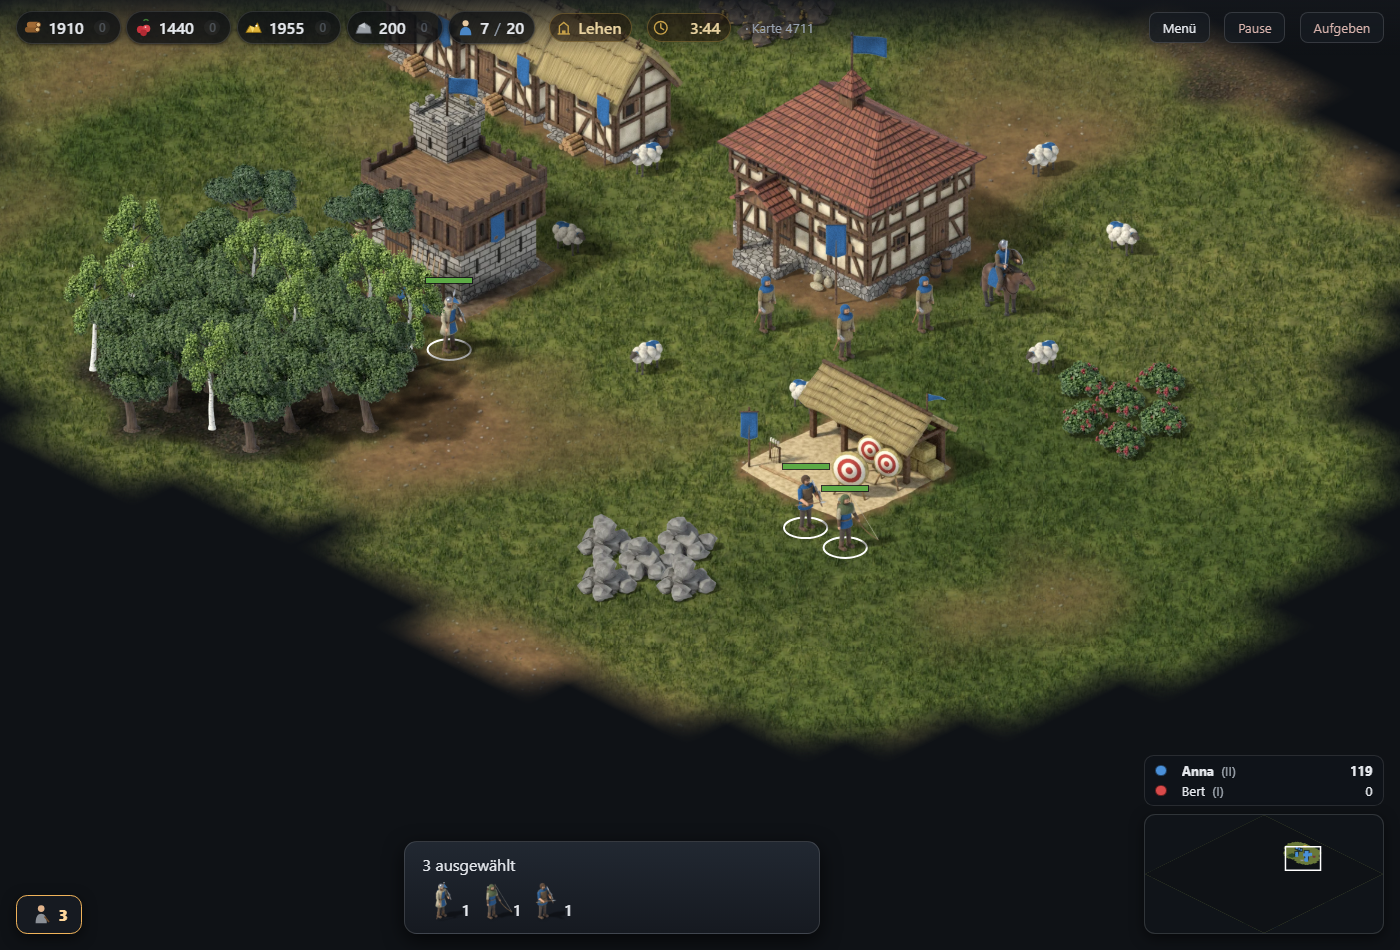 1910 0 1440 0 1955 0 200 0 7 / 20 Lehen 3:44 · Karte 4711 Menü Pause Aufgeben
Anna (II) 119
Bert (I) 0
3 ausgewählt
1 1 1
3